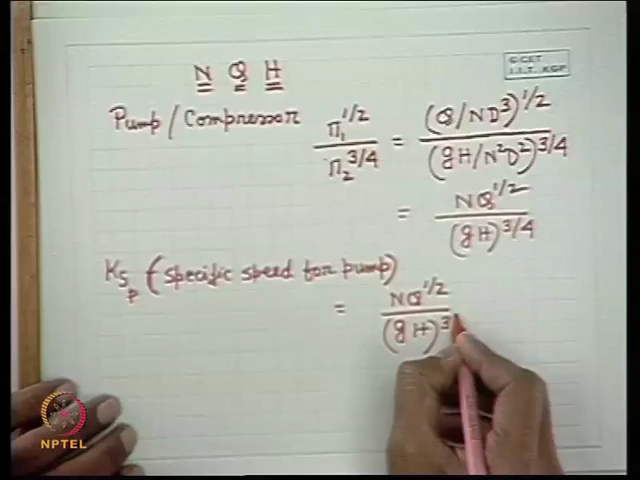 N Q H
© CET
I.I.T. KGP
Pump / Compressor π₁^1/2 / π₂^3/4 = (Q/ND³)^1/2 / (gH/N²D²)^3/4
= NQ^1/2 / (gH)^3/4
K_Sp (specific speed for pump)
= NQ^1/2 / (gH)^3
NPTEL